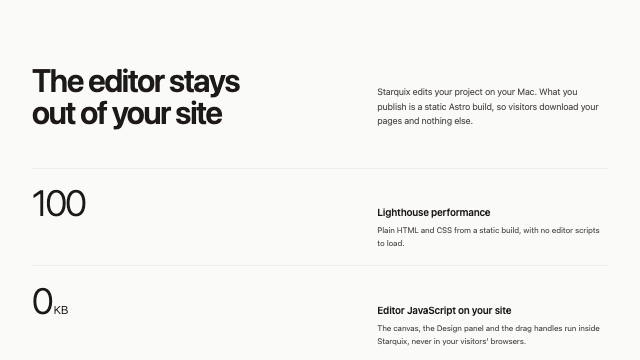 The editor stays
out of your site
Starquix edits your project on your Mac. What you
publish is a static Astro build, so visitors download your
pages and nothing else.
100
Lighthouse performance
Plain HTML and CSS from a static build, with no editor scripts
to load.
0 KB
Editor JavaScript on your site
The canvas, the Design panel and the drag handles run inside
Starquix, never in your visitors' browsers.